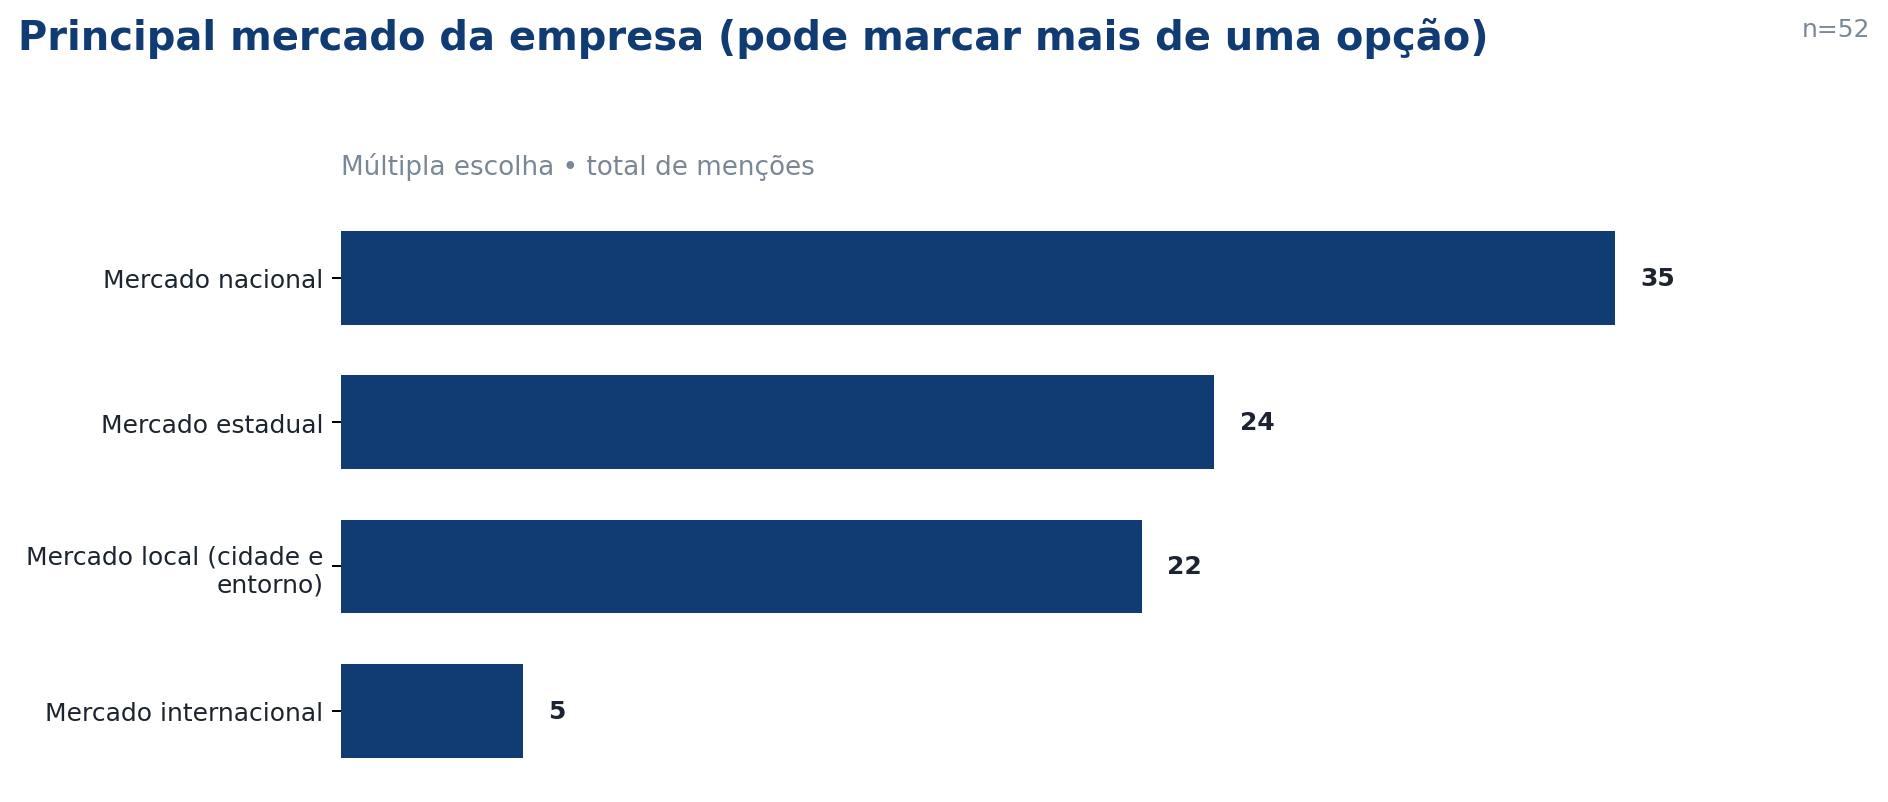 Principal mercado da empresa (pode marcar mais de uma opção)
n=52
Múltipla escolha • total de menções
Mercado nacional
35
Mercado estadual
24
Mercado local (cidade e
entorno)
22
Mercado internacional
5